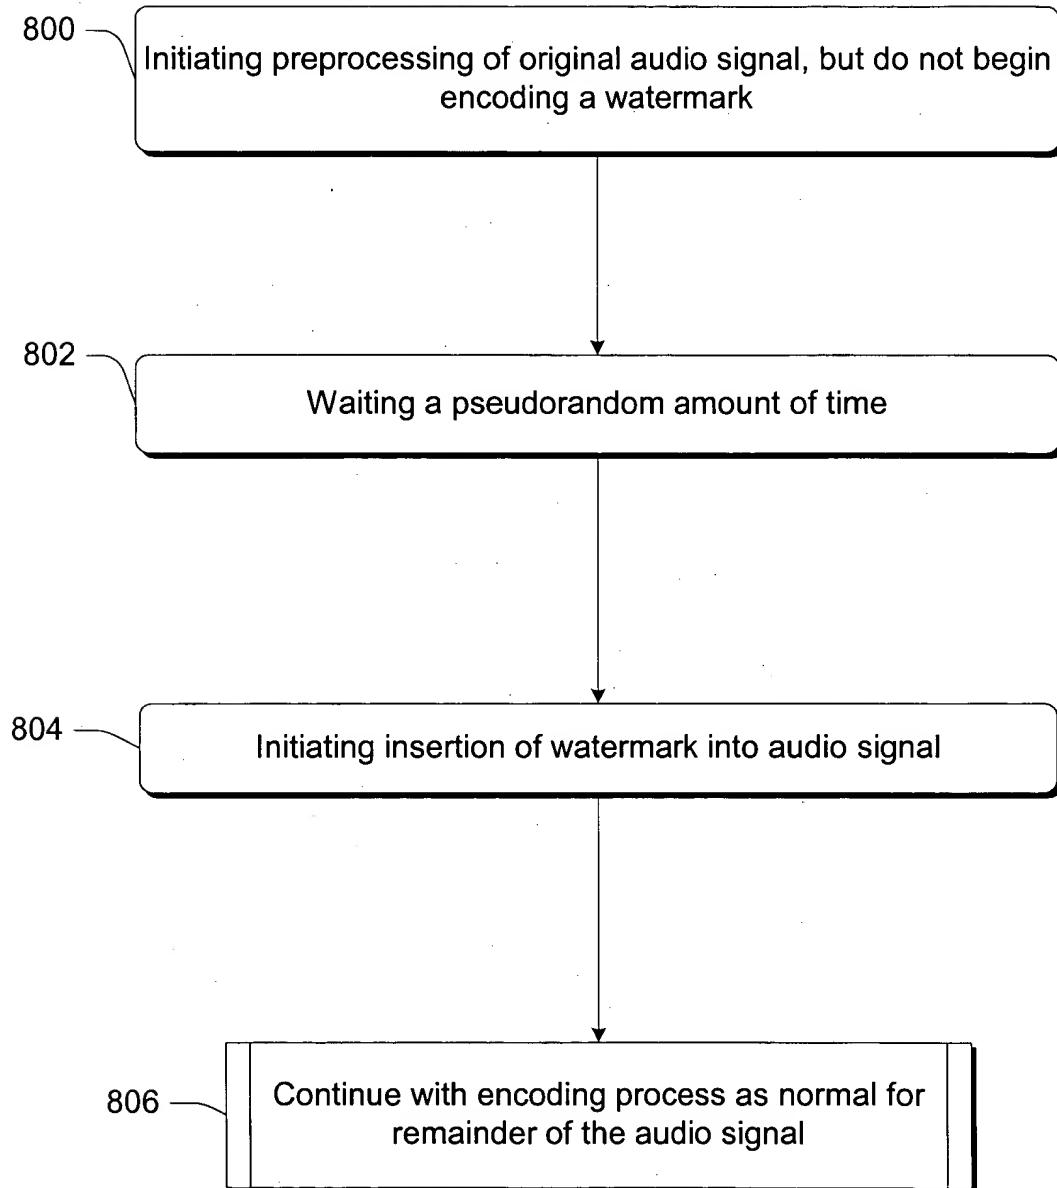 800
Initiating preprocessing of original audio signal, but do not begin
encoding a watermark
802
Waiting a pseudorandom amount of time
804
Initiating insertion of watermark into audio signal
806
Continue with encoding process as normal for
remainder of the audio signal